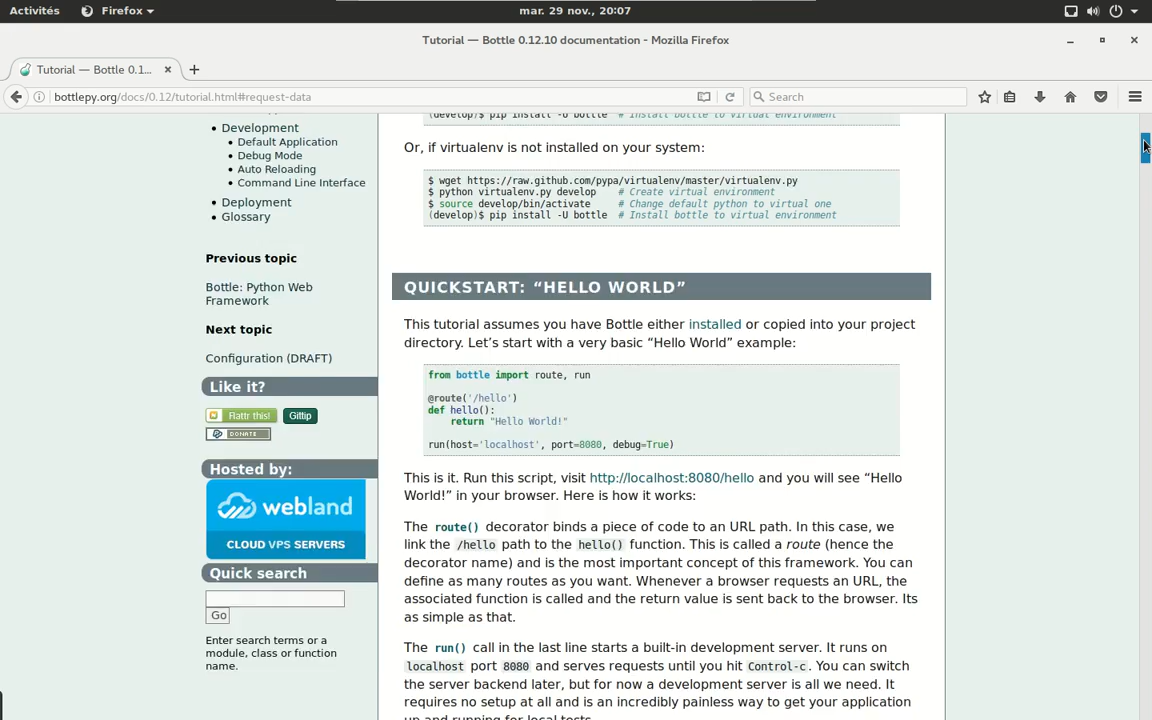 Activités
Firefox
mar. 29 nov., 20:07
Tutorial — Bottle 0.12.10 documentation - Mozilla Firefox
Tutorial — Bottle 0.1...
bottlepy.org/docs/0.12/tutorial.html#request-data
Search
Development
Default Application
Debug Mode
Auto Reloading
Command Line Interface
Deployment
Glossary
Previous topic
Bottle: Python Web
Framework
Next topic
Configuration (DRAFT)
Like it?
Flattr this!
Gittip
DONATE
Hosted by:
webland
CLOUD VPS SERVERS
Quick search
Go
Enter search terms or a
module, class or function
name.
(develop)$ pip install -U bottle # Install bottle to virtual environment
Or, if virtualenv is not installed on your system:
$ wget https://raw.github.com/pypa/virtualenv/master/virtualenv.py
$ python virtualenv.py develop # Create virtual environment
$ source develop/bin/activate # Change default python to virtual one
(develop)$ pip install -U bottle # Install bottle to virtual environment
QUICKSTART: “HELLO WORLD”
This tutorial assumes you have Bottle either installed or copied into your project
directory. Let’s start with a very basic “Hello World” example:
from bottle import route, run
@route('/hello')
def hello():
return "Hello World!"
run(host='localhost', port=8080, debug=True)
This is it. Run this script, visit http://localhost:8080/hello and you will see “Hello
World!” in your browser. Here is how it works:
The route() decorator binds a piece of code to an URL path. In this case, we
link the /hello path to the hello() function. This is called a route (hence the
decorator name) and is the most important concept of this framework. You can
define as many routes as you want. Whenever a browser requests an URL, the
associated function is called and the return value is sent back to the browser. Its
as simple as that.
The run() call in the last line starts a built-in development server. It runs on
localhost port 8080 and serves requests until you hit Control-c. You can switch
the server backend later, but for now a development server is all we need. It
requires no setup at all and is an incredibly painless way to get your application
up and running for local tests.